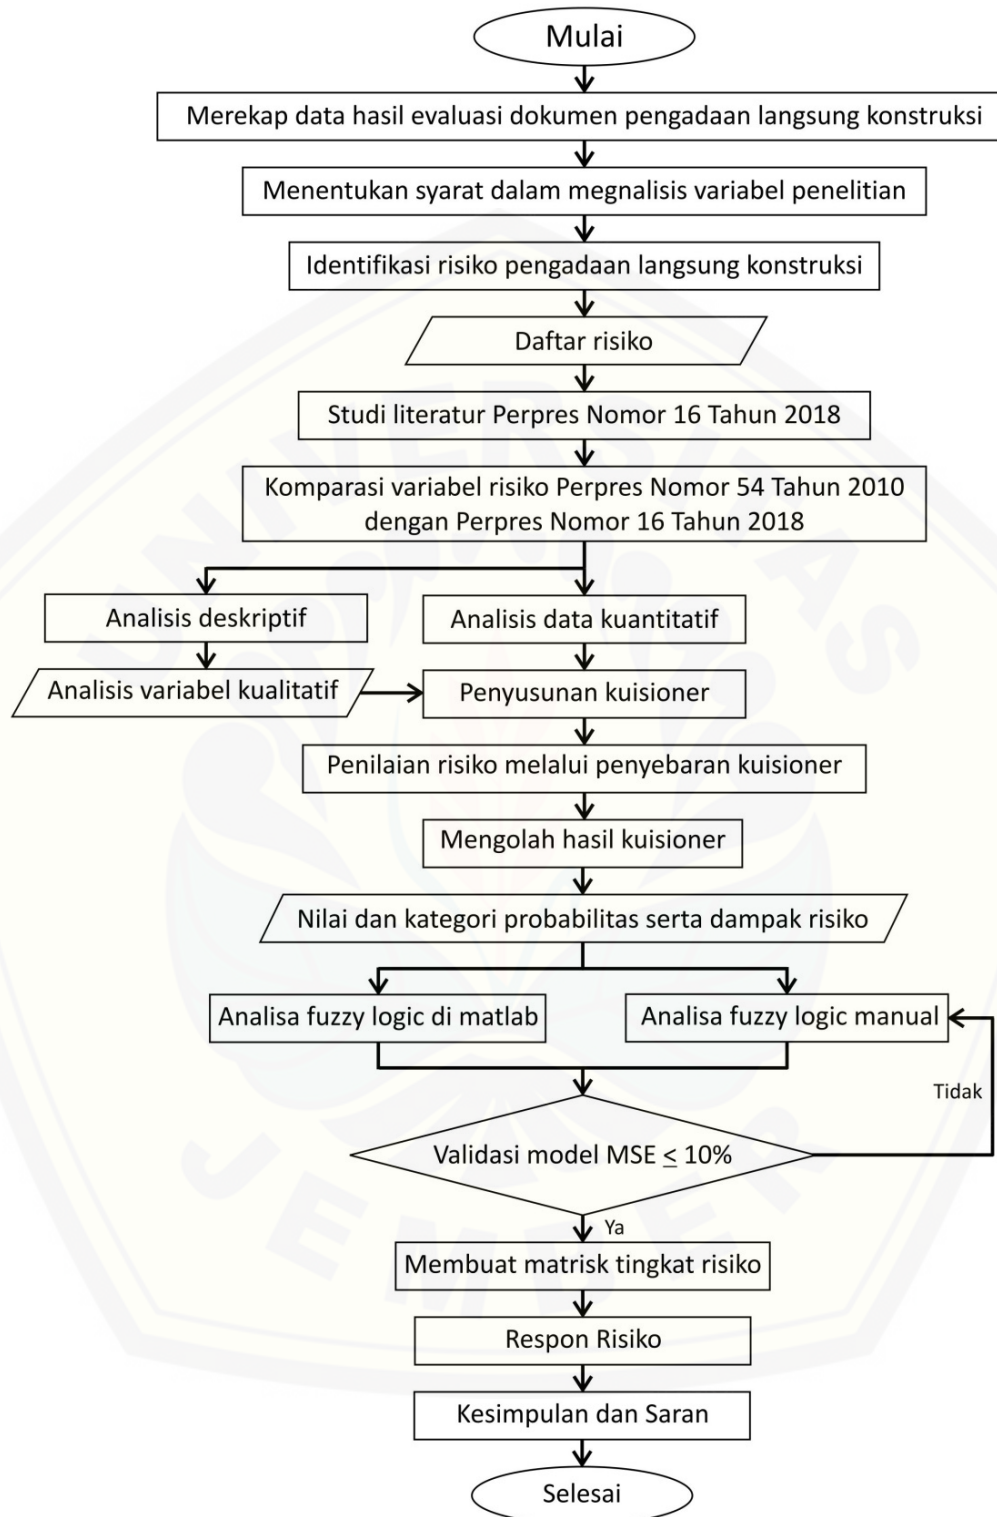 Mulai
Merekap data hasil evaluasi dokumen pengadaan langsung konstruksi
Menentukan syarat dalam megnalisis variabel penelitian
Identifikasi risiko pengadaan langsung konstruksi
Daftar risiko
Studi literatur Perpres Nomor 16 Tahun 2018
Komparasi variabel risiko Perpres Nomor 54 Tahun 2010
dengan Perpres Nomor 16 Tahun 2018
Analisis deskriptif
Analisis data kuantitatif
Analisis variabel kualitatif
Penyusunan kuisioner
Penilaian risiko melalui penyebaran kuisioner
Mengolah hasil kuisioner
Nilai dan kategori probabilitas serta dampak risiko
Analisa fuzzy logic di matlab
Analisa fuzzy logic manual
Tidak
Validasi model MSE ≤ 10%
Ya
Membuat matrisk tingkat risiko
Respon Risiko
Kesimpulan dan Saran
Selesai
UNIVERSITAS
JEMBER